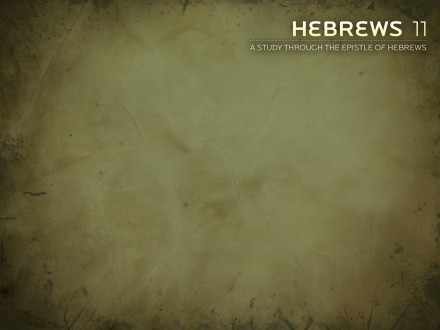 HEBREWS 11
A STUDY THROUGH THE EPISTLE OF HEBREWS